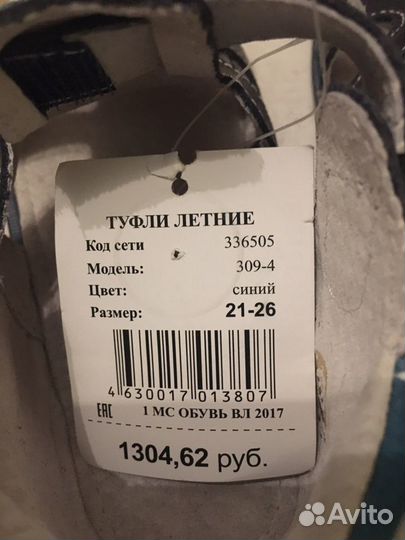 ТУФЛИ ЛЕТНИЕ
Код сети 336505
Модель: 309-4
Цвет: синий
Размер: 21-26
4 630017 013807
ЕАС 1 МС ОБУВЬ ВЛ 2017
1304,62 руб.
Avito